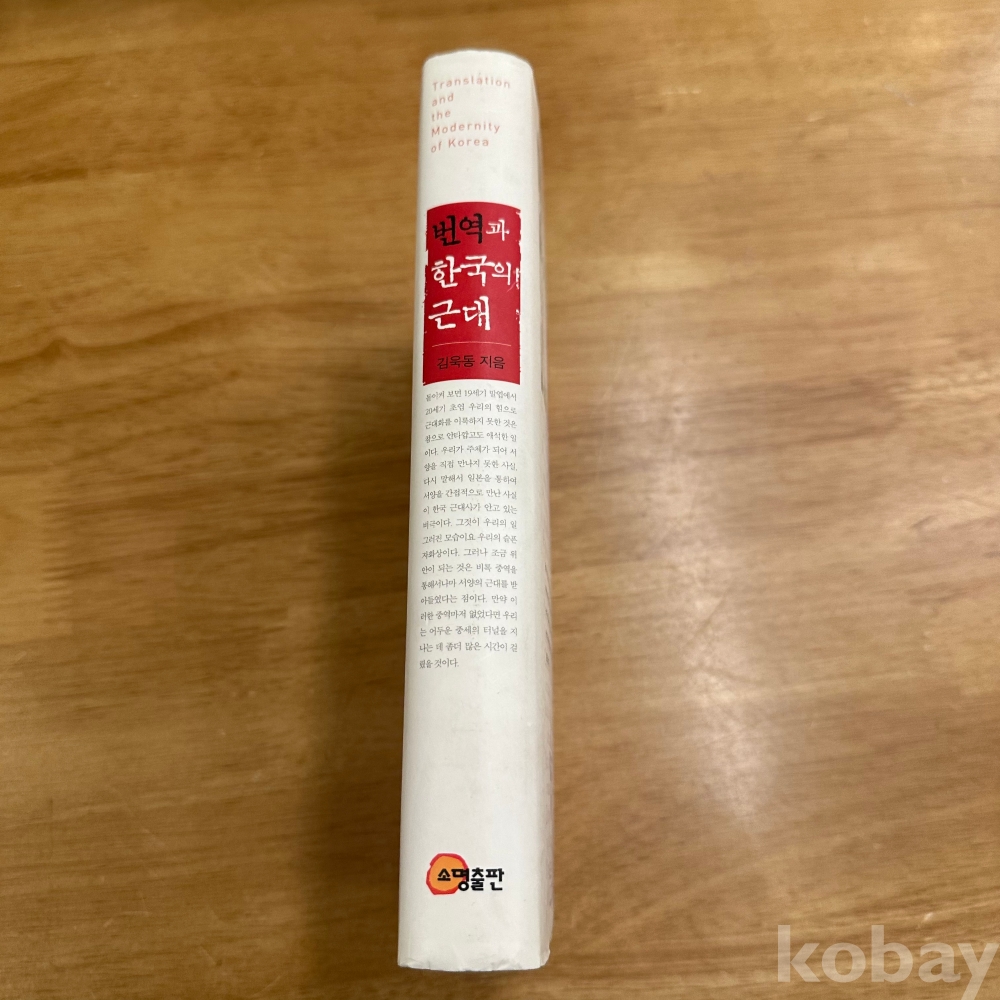 Translation
and
the
Modernity
of Korea
번역과
한국의
근대
김욱동 지음
돌이켜 보면 19세기 말엽에서
20세기 초엽 우리의 힘으로
근대화를 이룩하지 못한 것은
참으로 안타깝고도 애석한 일
이다. 우리가 주체가 되어 서
양을 직접 만나지 못한 사실,
다시 말해서 일본을 통하여
서양을 간접적으로 만난 사실
이 한국 근대사가 안고 있는
비극이다. 그것이 우리의 일
그러진 모습이요 우리의 슬픈
자화상이다. 그러나 조금 위
안이 되는 것은 비록 중역을
통해서나마 서양의 근대를 받
아들였다는 점이다. 만약 이
러한 중역마저 없었다면 우리
는 어두운 중세의 터널을 지
나는 데 좀더 많은 시간이 걸
렸을 것이다.
소명출판
kobay